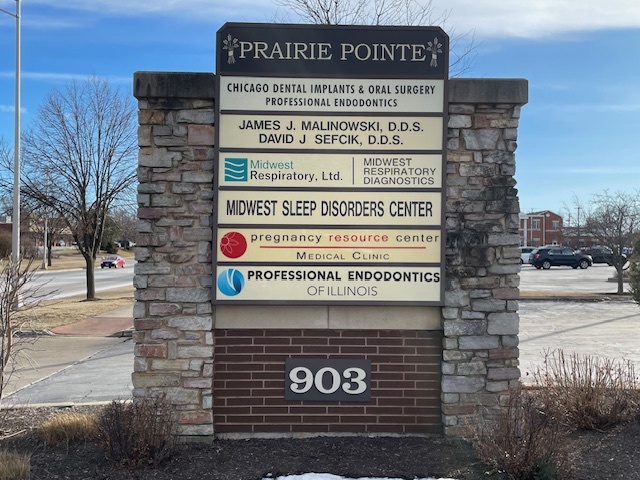 PRAIRIE POINTE
CHICAGO DENTAL IMPLANTS & ORAL SURGERY
PROFESSIONAL ENDODONTICS
JAMES J. MALINOWSKI, D.D.S.
DAVID J SEFCIK, D.D.S.
Midwest
Respiratory, Ltd.
MIDWEST
RESPIRATORY
DIAGNOSTICS
MIDWEST SLEEP DISORDERS CENTER
pregnancy resource center
MEDICAL CLINIC
PROFESSIONAL ENDODONTICS
OF ILLINOIS
903